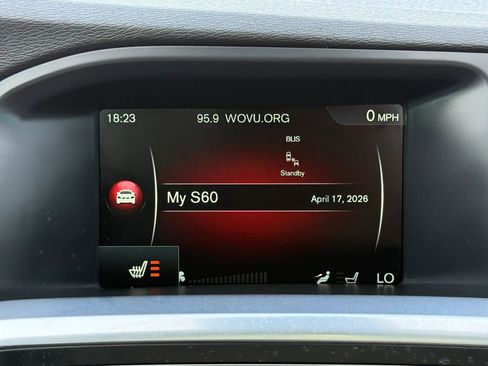 18:23 95.9 WOVU.ORG 0 MPH
BLIS
Standby
My S60 April 17, 2026
LO